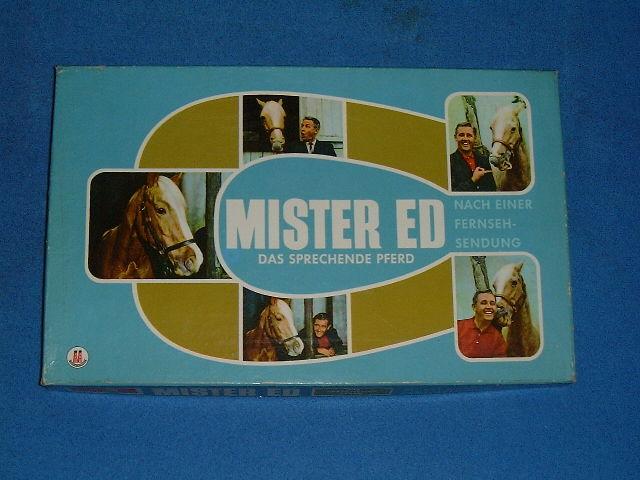 MISTER ED
DAS SPRECHENDE PFERD
NACH EINER
FERNSEH-
SENDUNG
MISTER ED